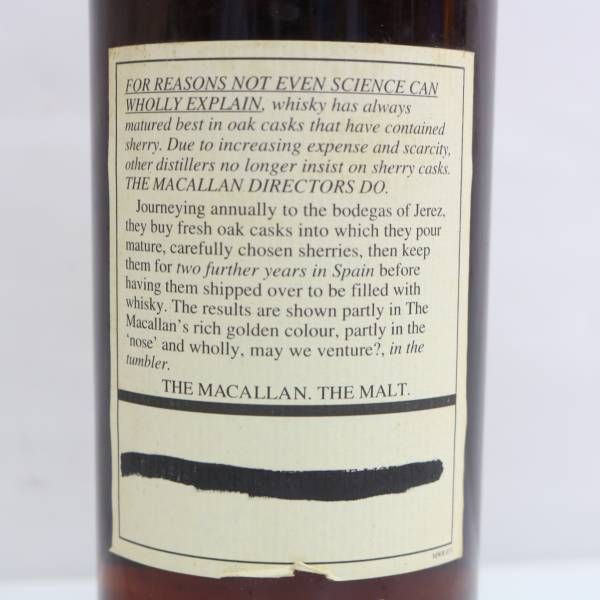 FOR REASONS NOT EVEN SCIENCE CAN
WHOLLY EXPLAIN, whisky has always
matured best in oak casks that have contained
sherry. Due to increasing expense and scarcity,
other distillers no longer insist on sherry casks.
THE MACALLAN DIRECTORS DO.
Journeying annually to the bodegas of Jerez,
they buy fresh oak casks into which they pour
mature, carefully chosen sherries, then keep
them for two further years in Spain before
having them shipped over to be filled with
whisky. The results are shown partly in The
Macallan's rich golden colour, partly in the
'nose' and wholly, may we venture?, in the
tumbler.
THE MACALLAN. THE MALT.